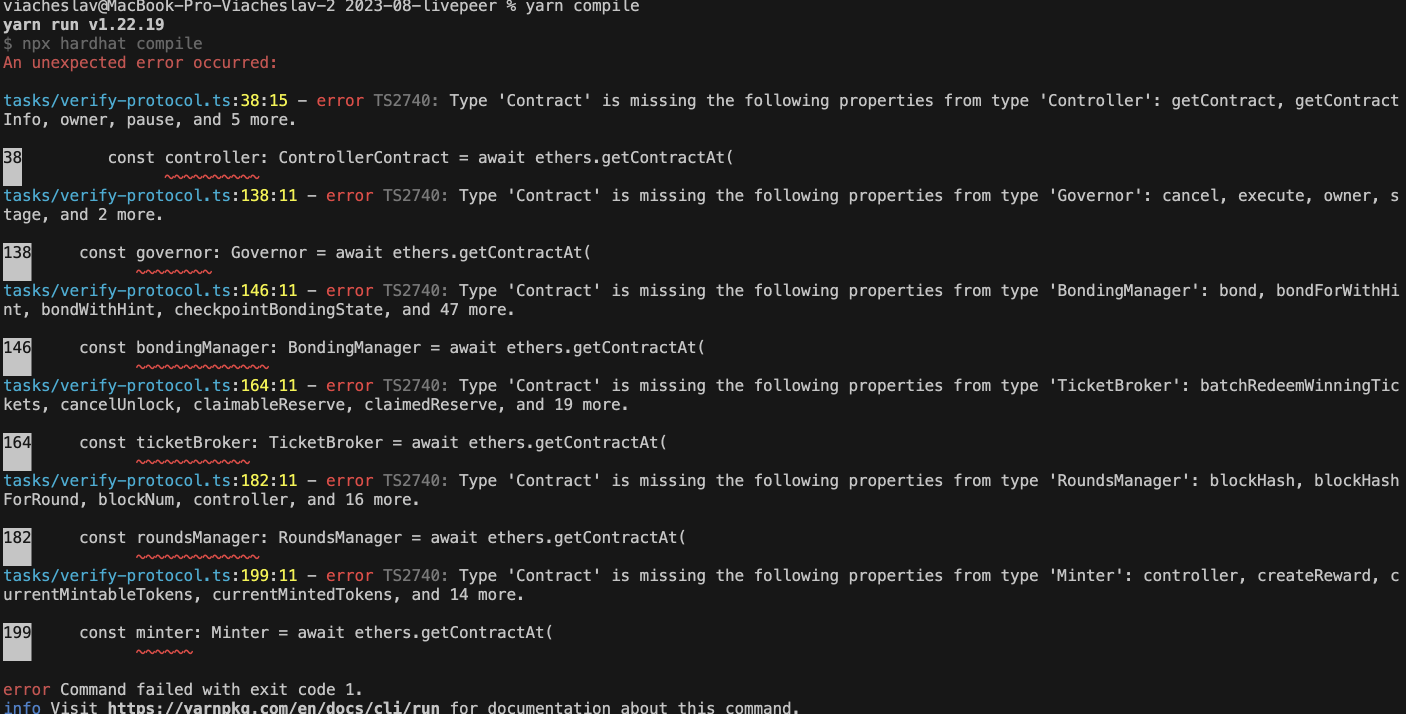 viacheslav@MacBook-Pro-Viacheslav-2 2023-08-livepeer % yarn compile
yarn run v1.22.19
$ npx hardhat compile
An unexpected error occurred:
tasks/verify-protocol.ts:38:15 - error TS2740: Type 'Contract' is missing the following properties from type 'Controller': getContract, getContract
Info, owner, pause, and 5 more.
38 const controller: ControllerContract = await ethers.getContractAt(
tasks/verify-protocol.ts:138:11 - error TS2740: Type 'Contract' is missing the following properties from type 'Governor': cancel, execute, owner, s
tage, and 2 more.
138 const governor: Governor = await ethers.getContractAt(
tasks/verify-protocol.ts:146:11 - error TS2740: Type 'Contract' is missing the following properties from type 'BondingManager': bond, bondForWithHi
nt, bondWithHint, checkpointBondingState, and 47 more.
146 const bondingManager: BondingManager = await ethers.getContractAt(
tasks/verify-protocol.ts:164:11 - error TS2740: Type 'Contract' is missing the following properties from type 'TicketBroker': batchRedeemWinningTic
kets, cancelUnlock, claimableReserve, claimedReserve, and 19 more.
164 const ticketBroker: TicketBroker = await ethers.getContractAt(
tasks/verify-protocol.ts:182:11 - error TS2740: Type 'Contract' is missing the following properties from type 'RoundsManager': blockHash, blockHash
ForRound, blockNum, controller, and 16 more.
182 const roundsManager: RoundsManager = await ethers.getContractAt(
tasks/verify-protocol.ts:199:11 - error TS2740: Type 'Contract' is missing the following properties from type 'Minter': controller, createReward, c
urrentMintableTokens, currentMintedTokens, and 14 more.
199 const minter: Minter = await ethers.getContractAt(
error Command failed with exit code 1.
info Visit https://yarnpkg.com/en/docs/cli/run for documentation about this command.